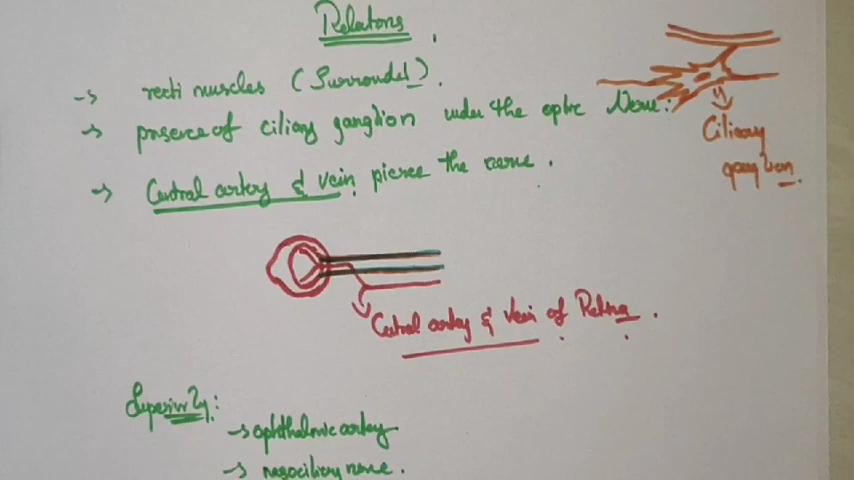 Relations.
→ recti muscles (Surrounded).
→ presence of ciliary ganglion under the optic Nerve:
Ciliary
ganglion.
→ Central artery & vein pierce the nerve.
Central artery & vein of Retina.
Superiorly:
→ ophthalmic artery
→ nasociliary nerve.